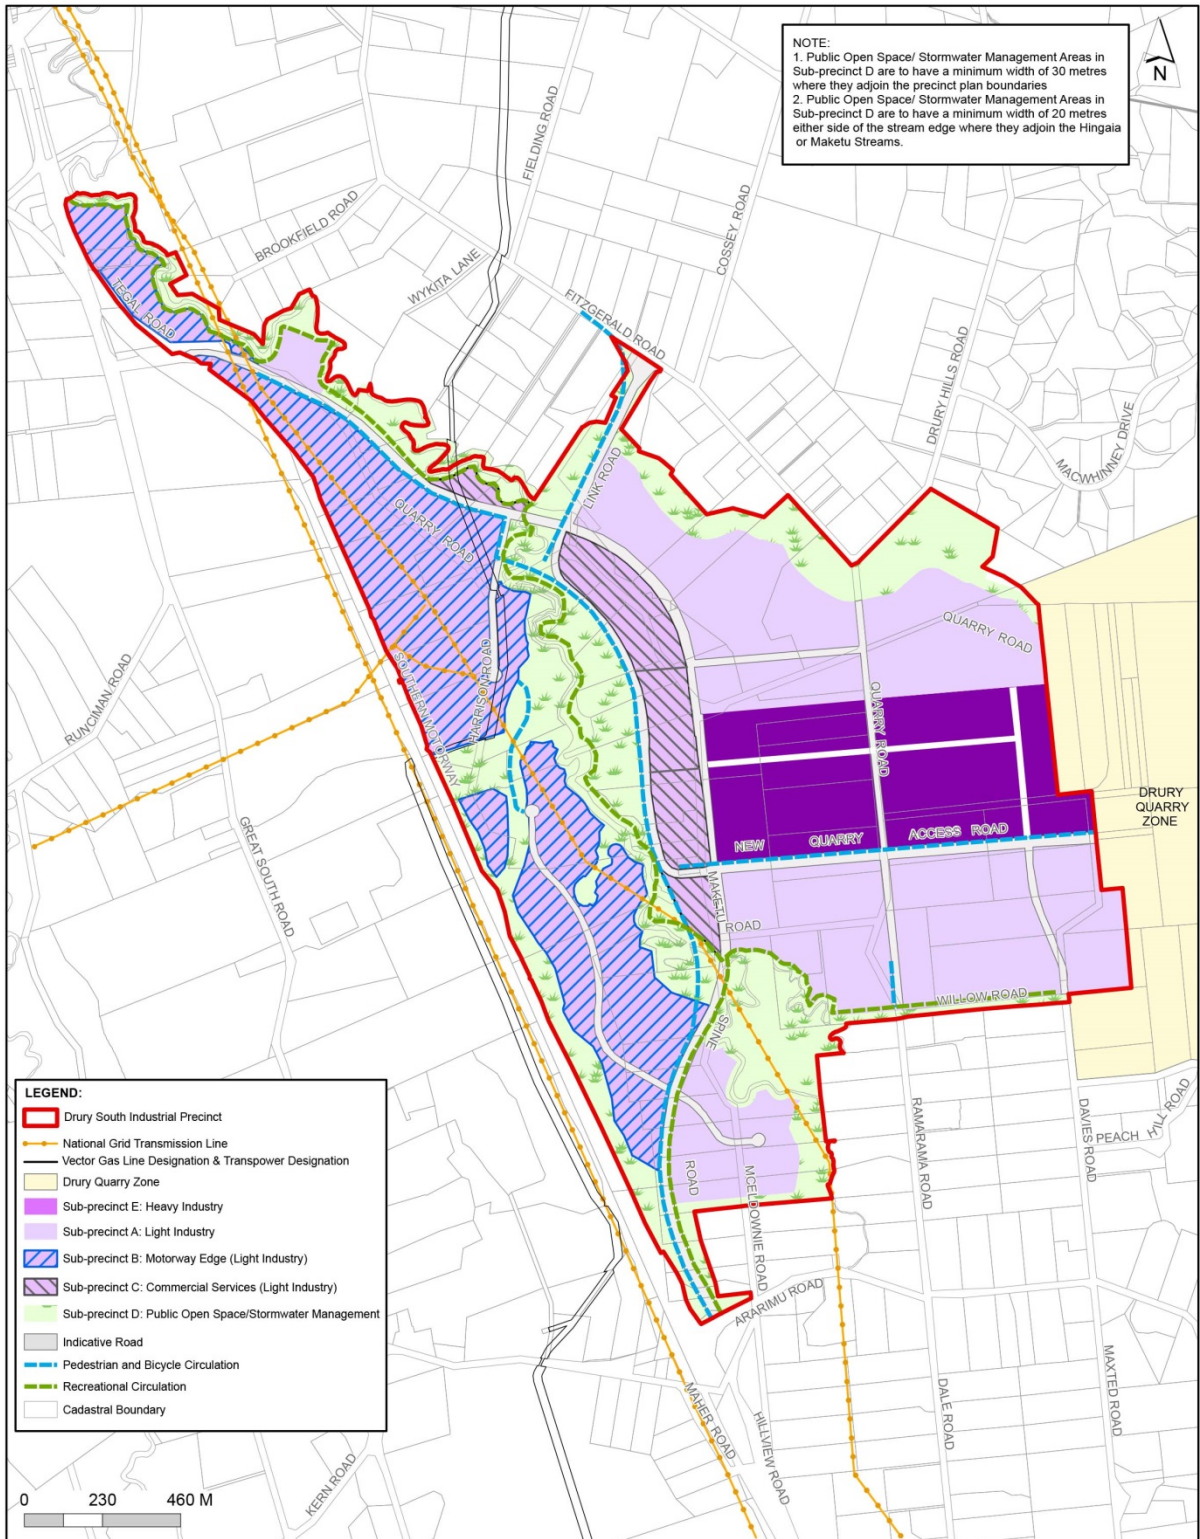 NOTE:
1. Public Open Space/ Stormwater Management Areas in
Sub-precinct D are to have a minimum width of 30 metres
where they adjoin the precinct plan boundaries
2. Public Open Space/ Stormwater Management Areas in
Sub-precinct D are to have a minimum width of 20 metres
either side of the stream edge where they adjoin the Hingaia
or Maketu Streams.
N
FIELDING ROAD
BROOKFIELD ROAD
COSSEY ROAD
WYKITA LANE
TEGAL ROAD
FITZGERALD ROAD
DRURY HILLS ROAD
MACWHINNEY DRIVE
LINK ROAD
QUARRY ROAD
QUARRY ROAD
RUNCIMAN ROAD
HARRISON ROAD
SOUTHERN MOTORWAY
QUARRY ROAD
DRURY
QUARRY
ZONE
GREAT SOUTH ROAD
NEW QUARRY ACCESS ROAD
MAKETU
ROAD
WILLOW ROAD
SPINE
ROAD
MCELDOWNIE ROAD
RAMARAMA ROAD
DAVIES ROAD
PEACH HILL ROAD
ARARIMU ROAD
MAHER ROAD
HILLVIEW ROAD
DALE ROAD
MAXTED ROAD
KERN ROAD
LEGEND:
Drury South Industrial Precinct
National Grid Transmission Line
Vector Gas Line Designation & Transpower Designation
Drury Quarry Zone
Sub-precinct E: Heavy Industry
Sub-precinct A: Light Industry
Sub-precinct B: Motorway Edge (Light Industry)
Sub-precinct C: Commercial Services (Light Industry)
Sub-precinct D: Public Open Space/Stormwater Management
Indicative Road
Pedestrian and Bicycle Circulation
Recreational Circulation
Cadastral Boundary
0 230 460 M